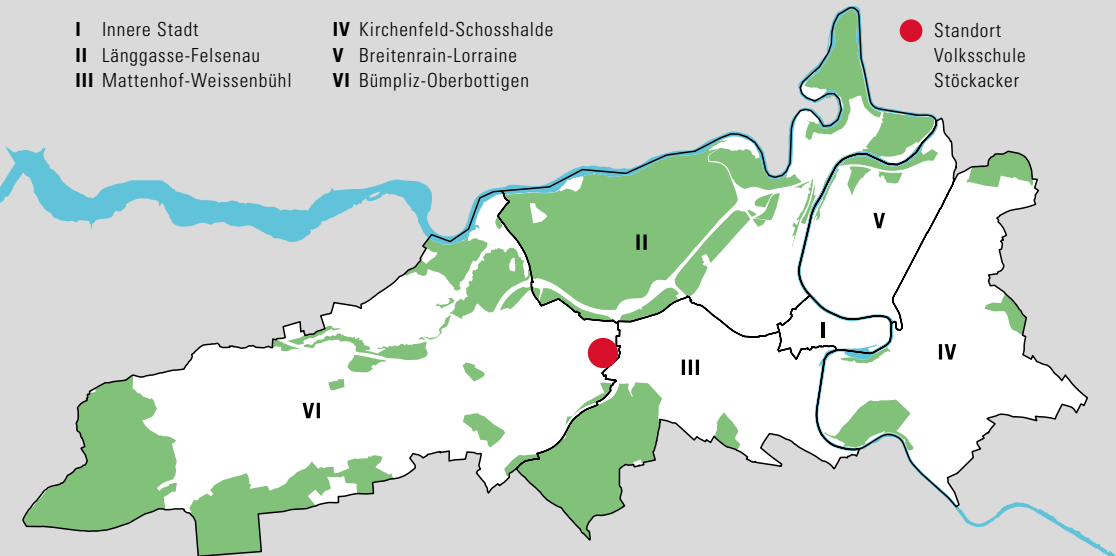 I Innere Stadt
II Länggasse-Felsenau
III Mattenhof-Weissenbühl
IV Kirchenfeld-Schosshalde
V Breitenrain-Lorraine
VI Bümpliz-Oberbottigen
Standort
Volksschule
Stöckacker
II
V
I
IV
III
VI